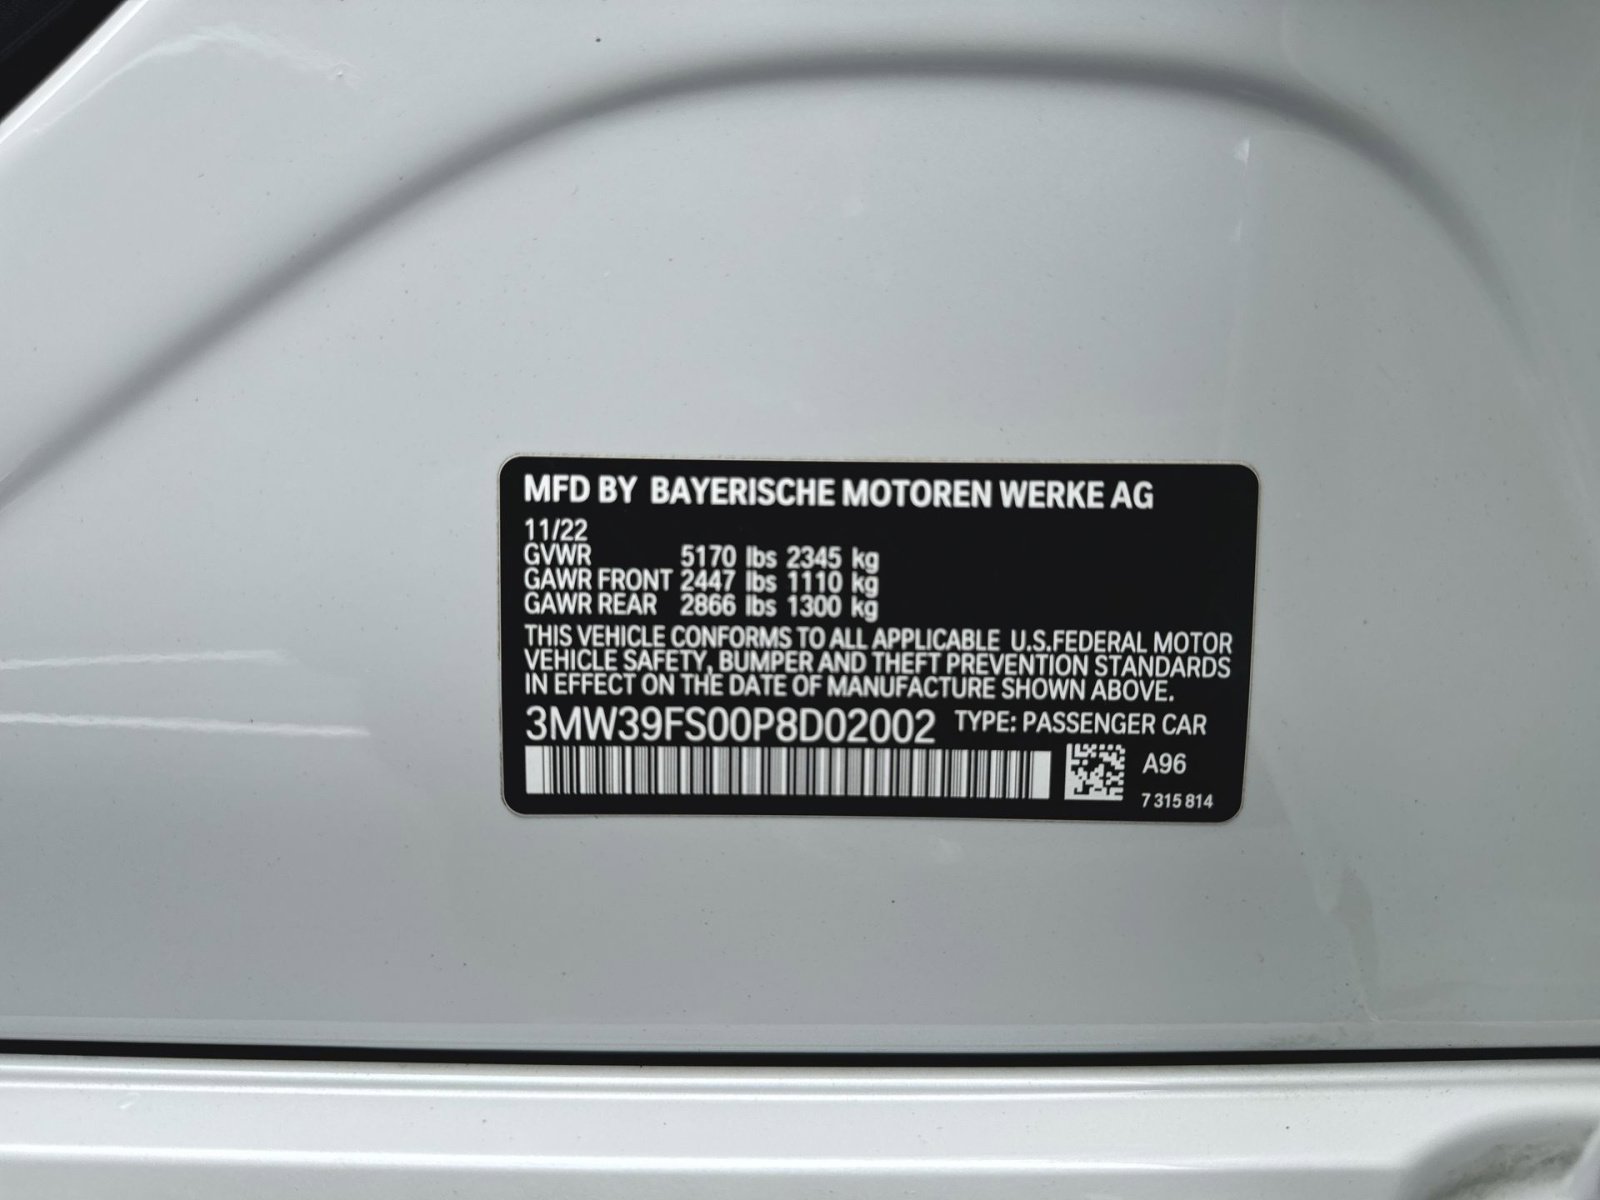 MFD BY BAYERISCHE MOTOREN WERKE AG
11/22
GVWR 5170 lbs 2345 kg
GAWR FRONT 2447 lbs 1110 kg
GAWR REAR 2866 lbs 1300 kg
THIS VEHICLE CONFORMS TO ALL APPLICABLE U.S.FEDERAL MOTOR
VEHICLE SAFETY, BUMPER AND THEFT PREVENTION STANDARDS
IN EFFECT ON THE DATE OF MANUFACTURE SHOWN ABOVE.
3MW39FS00P8D02002 TYPE: PASSENGER CAR
A96
7 315 814